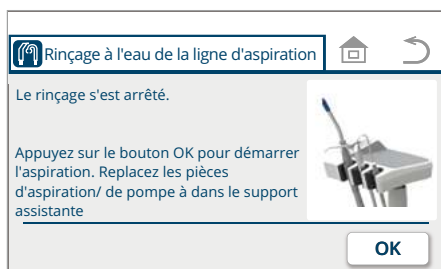 Rinçage à l'eau de la ligne d'aspiration
Le rinçage s'est arrêté.
Appuyez sur le bouton OK pour démarrer
l'aspiration. Replacez les pièces
d'aspiration/ de pompe à dans le support
assistante
OK